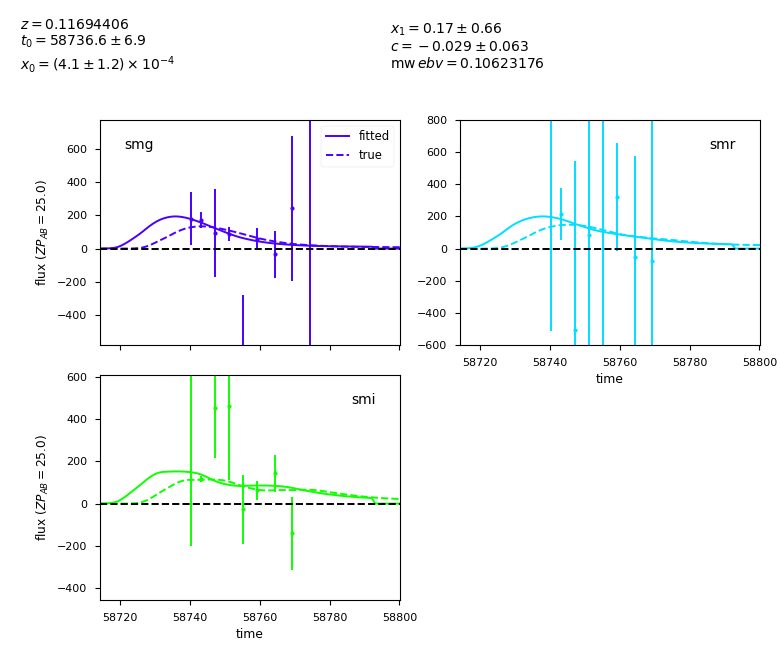 z = 0.11694406
t0 = 58736.6 ± 6.9
x0 = (4.1 ± 1.2) × 10^−4
x1 = 0.17 ± 0.66
c = −0.029 ± 0.063
mw ebv = 0.10623176
smg
fitted
true
600
400
200
0
−200
−400
flux (ZP_AB = 25.0)
smr
800
600
400
200
0
−200
−400
−600
58720 58740 58760 58780 58800
time
smi
600
400
200
0
−200
−400
flux (ZP_AB = 25.0)
58720 58740 58760 58780 58800
time